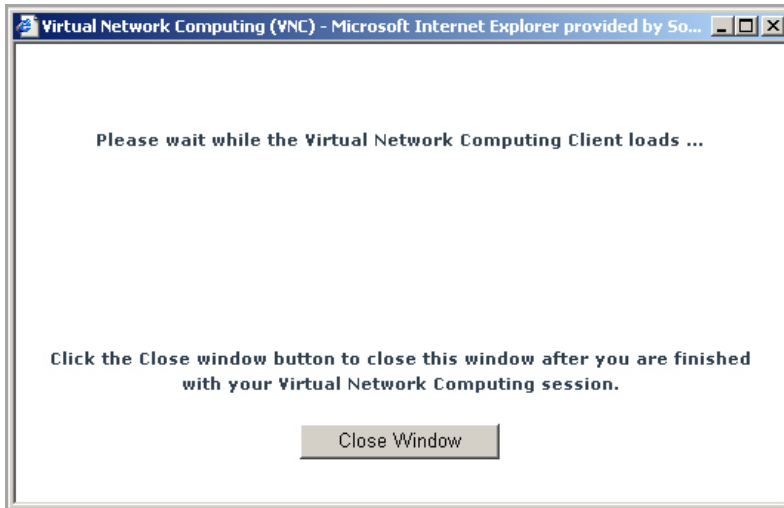 Virtual Network Computing (VNC) - Microsoft Internet Explorer provided by So...
Please wait while the Virtual Network Computing Client loads ...
Click the Close window button to close this window after you are finished
with your Virtual Network Computing session.
Close Window